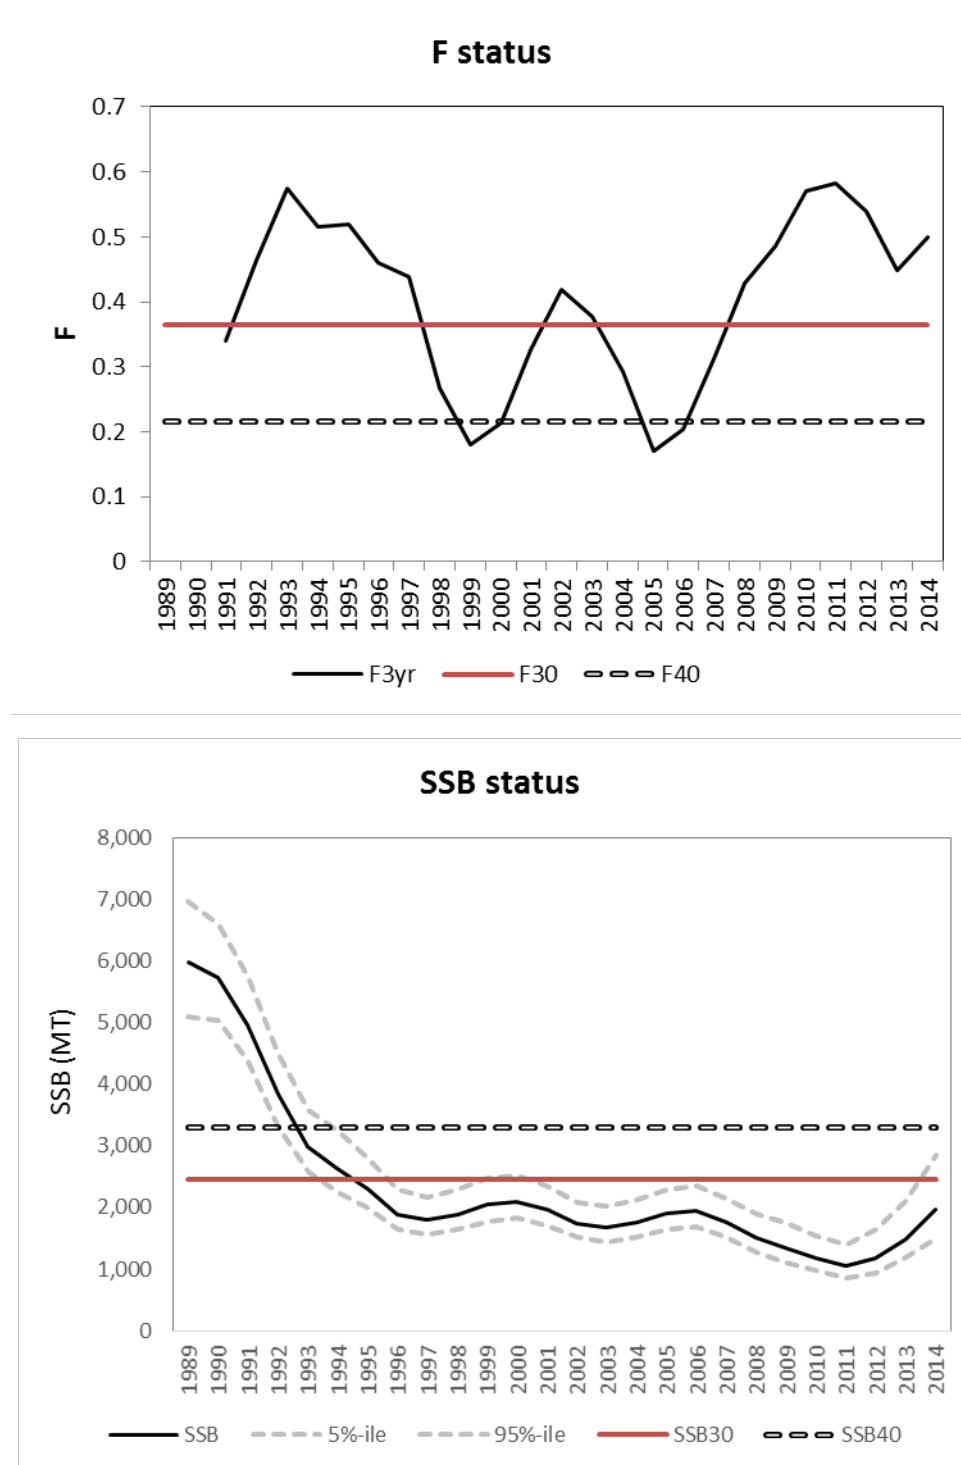 F status
0.7
0.6
0.5
0.4
0.3
0.2
0.1
0
F
1989 1990 1991 1992 1993 1994 1995 1996 1997 1998 1999 2000 2001 2002 2003 2004 2005 2006 2007 2008 2009 2010 2011 2012 2013 2014
F3yr F30 F40
SSB status
8,000
7,000
6,000
5,000
4,000
3,000
2,000
1,000
0
SSB (MT)
1989 1990 1991 1992 1993 1994 1995 1996 1997 1998 1999 2000 2001 2002 2003 2004 2005 2006 2007 2008 2009 2010 2011 2012 2013 2014
SSB 5%-ile 95%-ile SSB30 SSB40